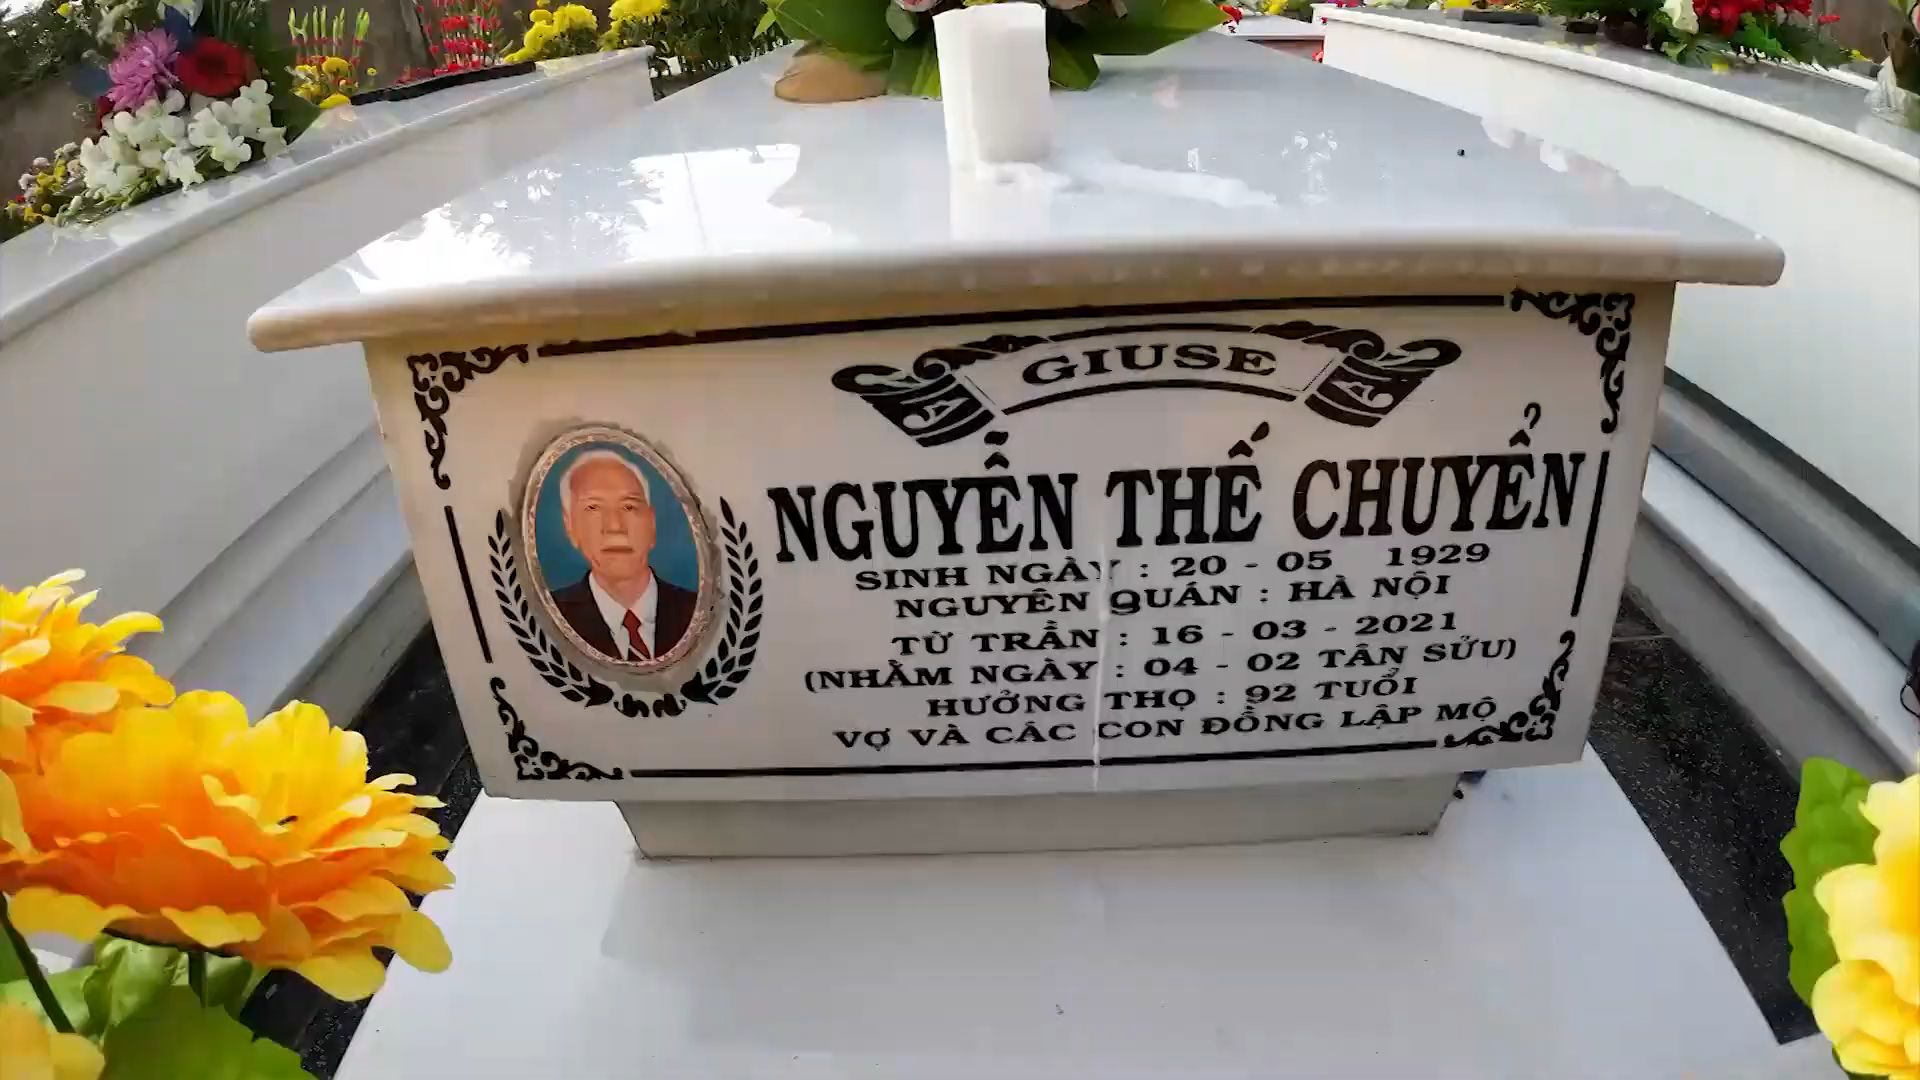 GIUSE
NGUYỄN THẾ CHUYỂN
SINH NGÀY : 20 - 05 1929
NGUYÊN QUÁN : HÀ NỘI
TỪ TRẦN : 16 - 03 - 2021
(NHẰM NGÀY : 04 - 02 TÂN SỬU)
HƯỞNG THỌ : 92 TUỔI
VỢ VÀ CÁC CON ĐỒNG LẬP MỘ